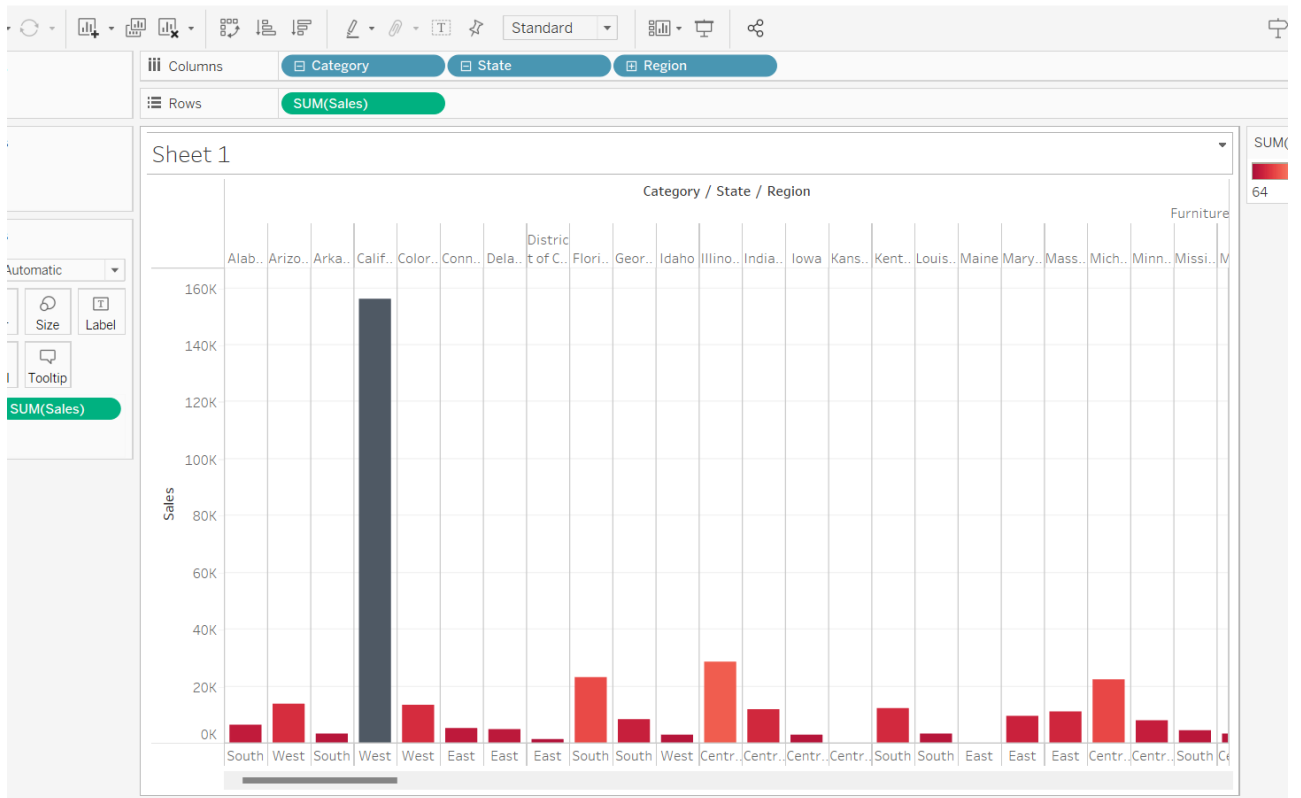 Standard
Columns
Category
State
Region
Rows
SUM(Sales)
Sheet 1
SUM(
64
Category / State / Region
Furniture
Distric
Alab.. Arizo.. Arka.. Calif.. Color.. Conn.. Dela.. t of C.. Flori.. Geor.. Idaho Illino.. India.. Iowa Kans.. Kent.. Louis.. Maine Mary.. Mass.. Mich.. Minn.. Missi.. M
Automatic
Size
Label
Tooltip
SUM(Sales)
Sales
160K
140K
120K
100K
80K
60K
40K
20K
0K
South West South West West East East East South South West Centr.. Centr.. Centr.. Centr.. South South East East East Centr.. Centr.. South Ce